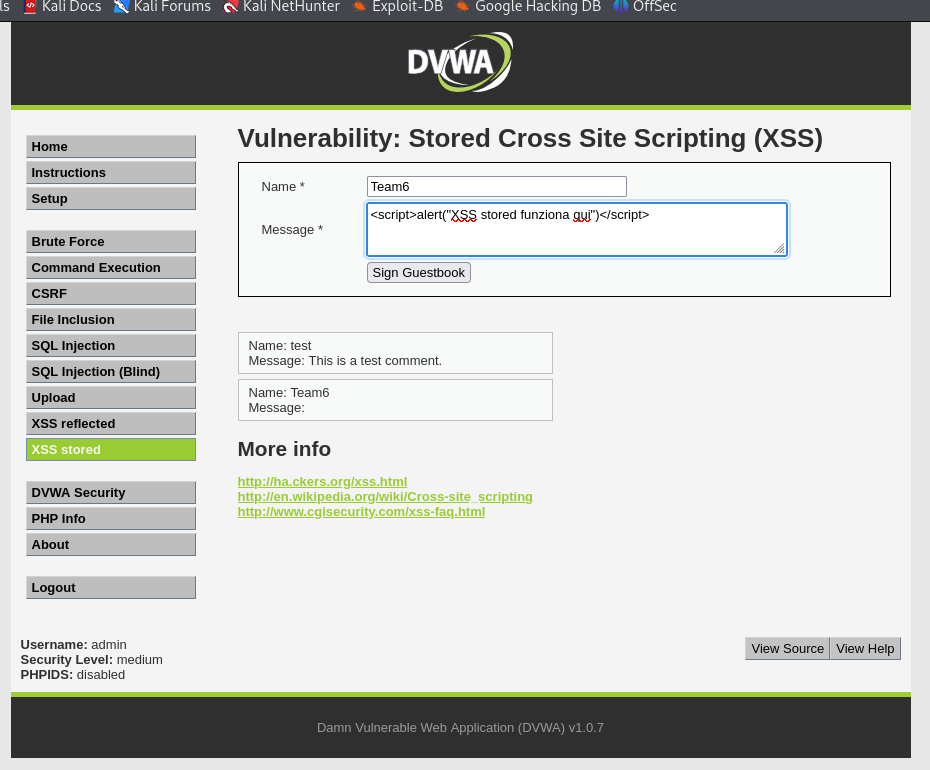 ls Kali Docs Kali Forums Kali NetHunter Exploit-DB Google Hacking DB OffSec
DVWA
Vulnerability: Stored Cross Site Scripting (XSS)
Home
Instructions
Setup
Brute Force
Command Execution
CSRF
File Inclusion
SQL Injection
SQL Injection (Blind)
Upload
XSS reflected
XSS stored
DVWA Security
PHP Info
About
Logout
Name * Team6
Message * <script>alert("XSS stored funziona qui")</script>
Sign Guestbook
Name: test
Message: This is a test comment.
Name: Team6
Message:
More info
http://ha.ckers.org/xss.html
http://en.wikipedia.org/wiki/Cross-site_scripting
http://www.cgisecurity.com/xss-faq.html
Username: admin
Security Level: medium
PHPIDS: disabled
View Source View Help
Damn Vulnerable Web Application (DVWA) v1.0.7